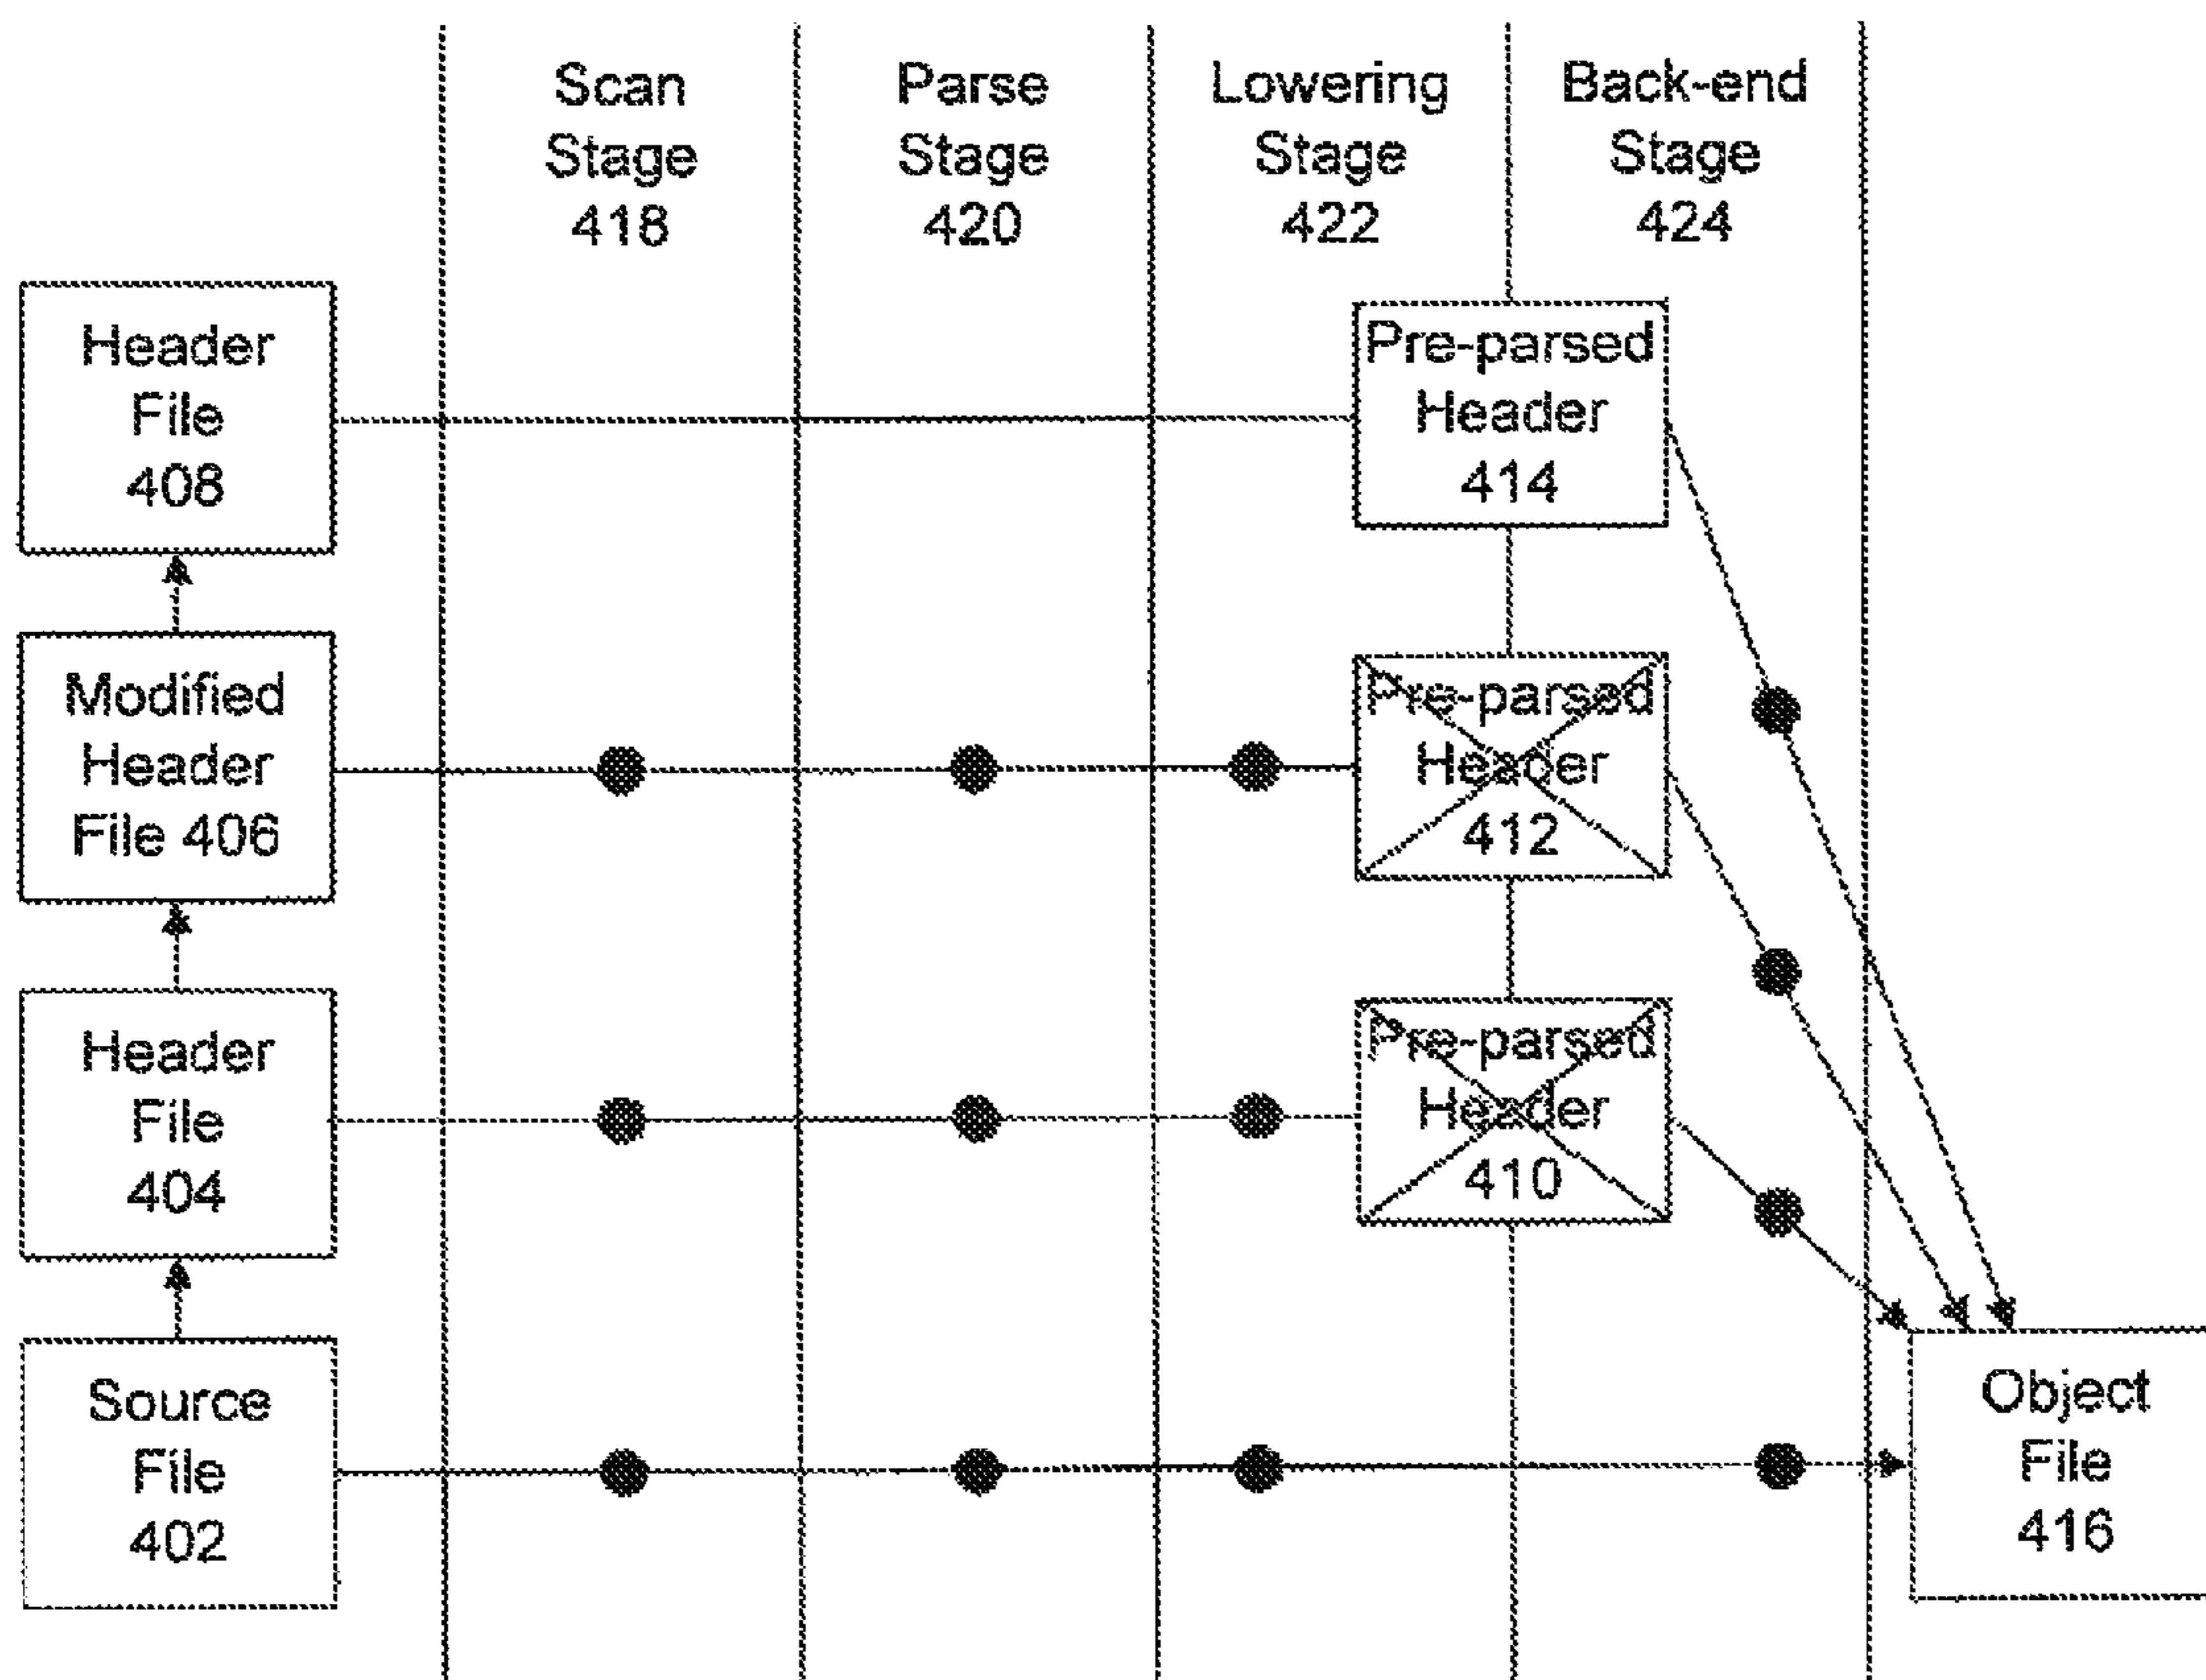 Scan
Stage
418
Parse
Stage
420
Lowering
Stage
422
Back-end
Stage
424
Header
File
408
Pre-parsed
Header
414
Modified
Header
File 406
Pre-parsed
Header
412
Header
File
404
Pre-parsed
Header
410
Source
File
402
Object
File
416